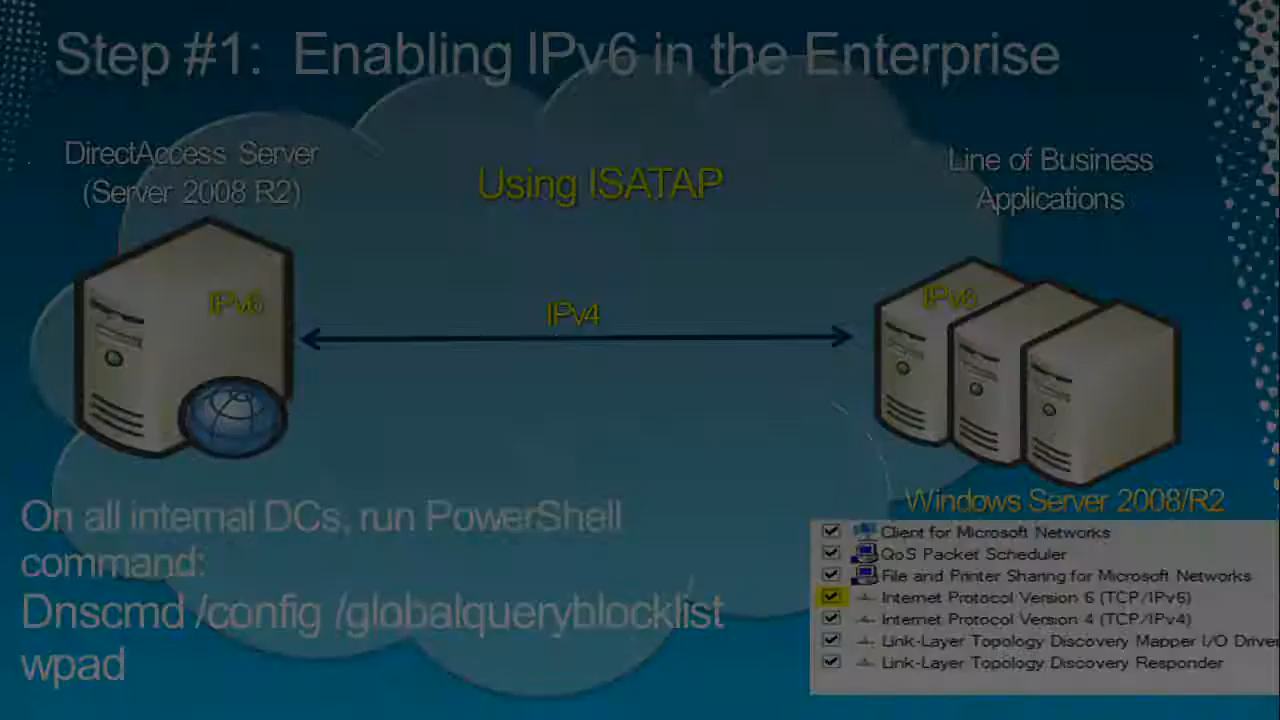 Step #1: Enabling IPv6 in the Enterprise
DirectAccess Server
(Server 2008 R2)
Using ISATAP
Line of Business
Applications
IPv6
IPv4
IPv6
Windows Server 2008/R2
On all internal DCs, run PowerShell
command:
Dnscmd /config /globalqueryblocklist
wpad
Client for Microsoft Networks
QoS Packet Scheduler
File and Printer Sharing for Microsoft Networks
Internet Protocol Version 6 (TCP/IPv6)
Internet Protocol Version 4 (TCP/IPv4)
Link-Layer Topology Discovery Mapper I/O Driver
Link-Layer Topology Discovery Responder